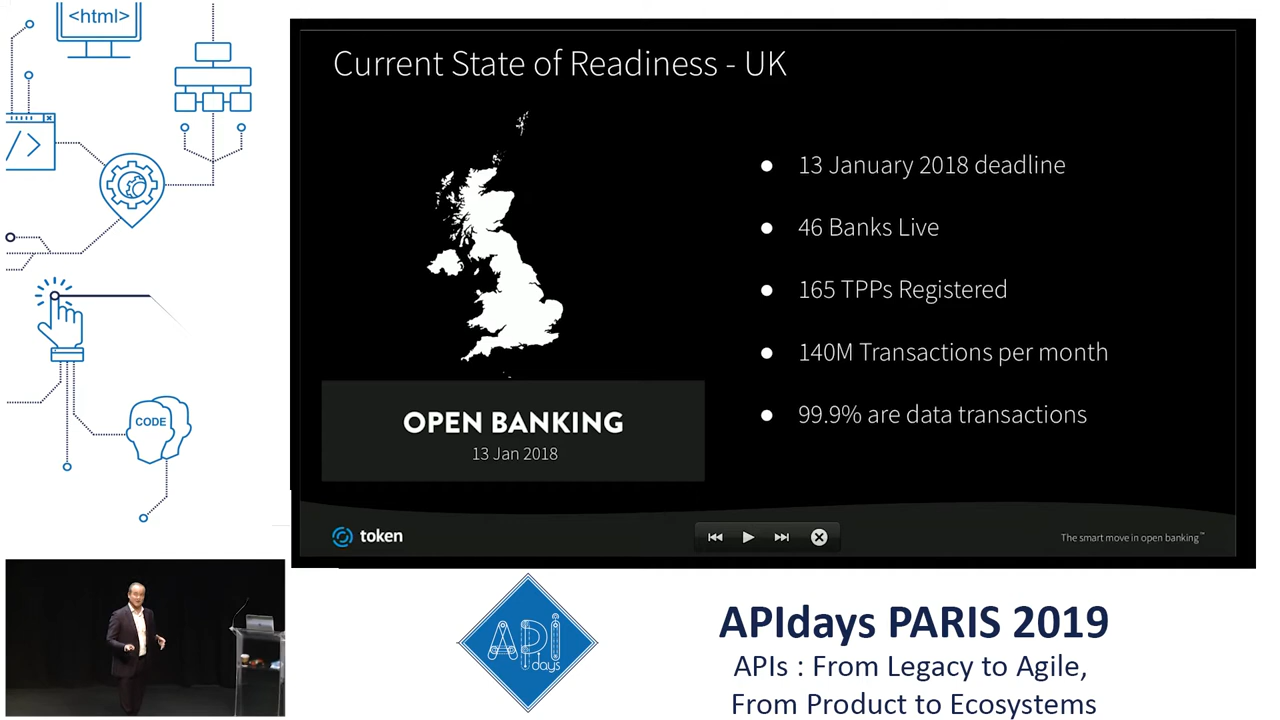 <html>
</>
CODE
Current State of Readiness - UK
13 January 2018 deadline
46 Banks Live
165 TPPs Registered
140M Transactions per month
99.9% are data transactions
OPEN BANKING
13 Jan 2018
token
The smart move in open banking™
API
days
APIdays PARIS 2019
APIs : From Legacy to Agile,
From Product to Ecosystems